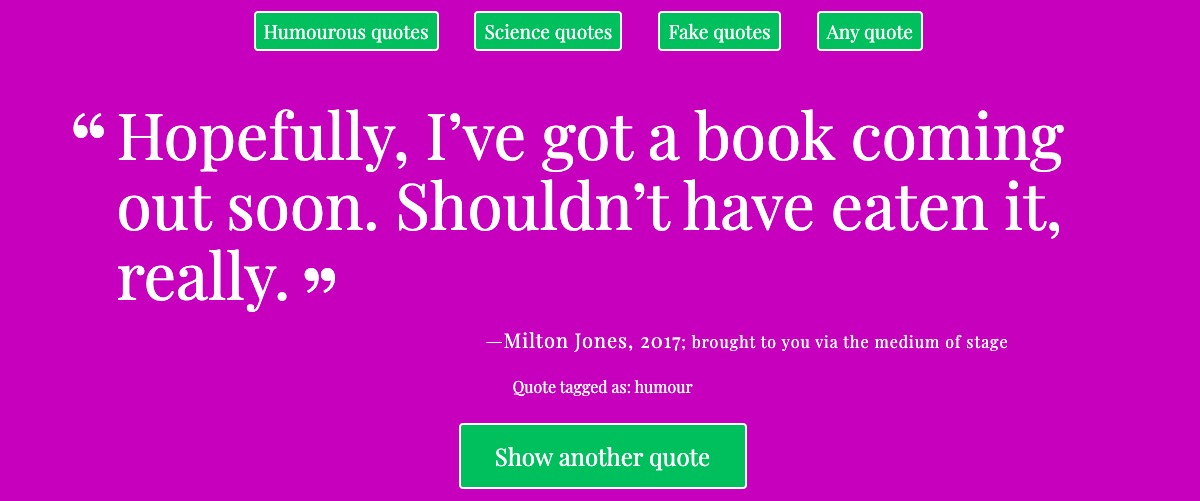 Humourous quotes Science quotes Fake quotes Any quote
“Hopefully, I’ve got a book coming
out soon. Shouldn’t have eaten it,
really.”
—Milton Jones, 2017; brought to you via the medium of stage
Quote tagged as: humour
Show another quote